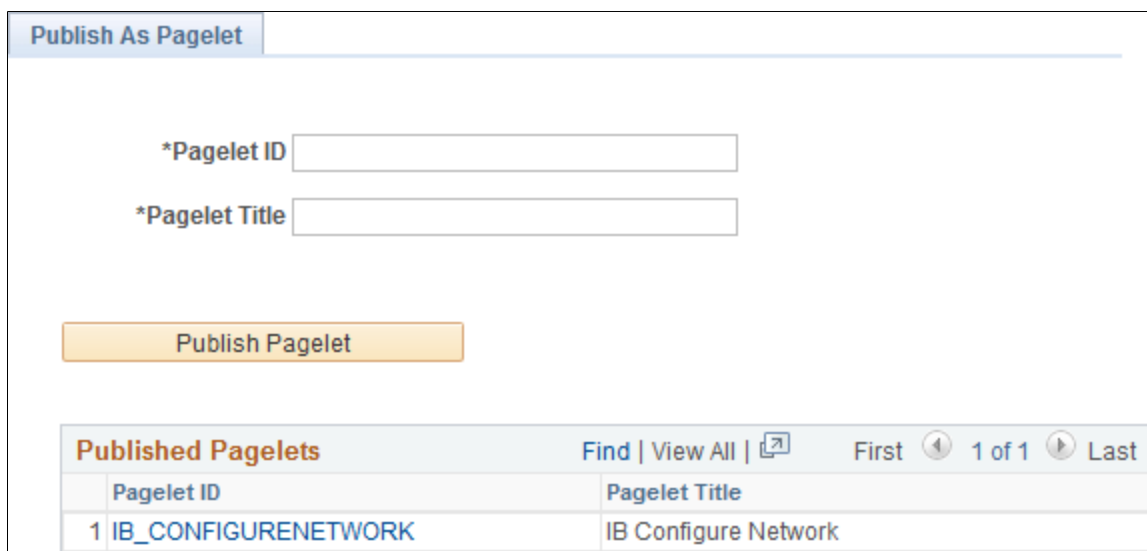 Publish As Pagelet
*Pagelet ID
*Pagelet Title
Publish Pagelet
Published Pagelets Find | View All | First 1 of 1 Last
Pagelet ID Pagelet Title
1 IB_CONFIGURENETWORK IB Configure Network